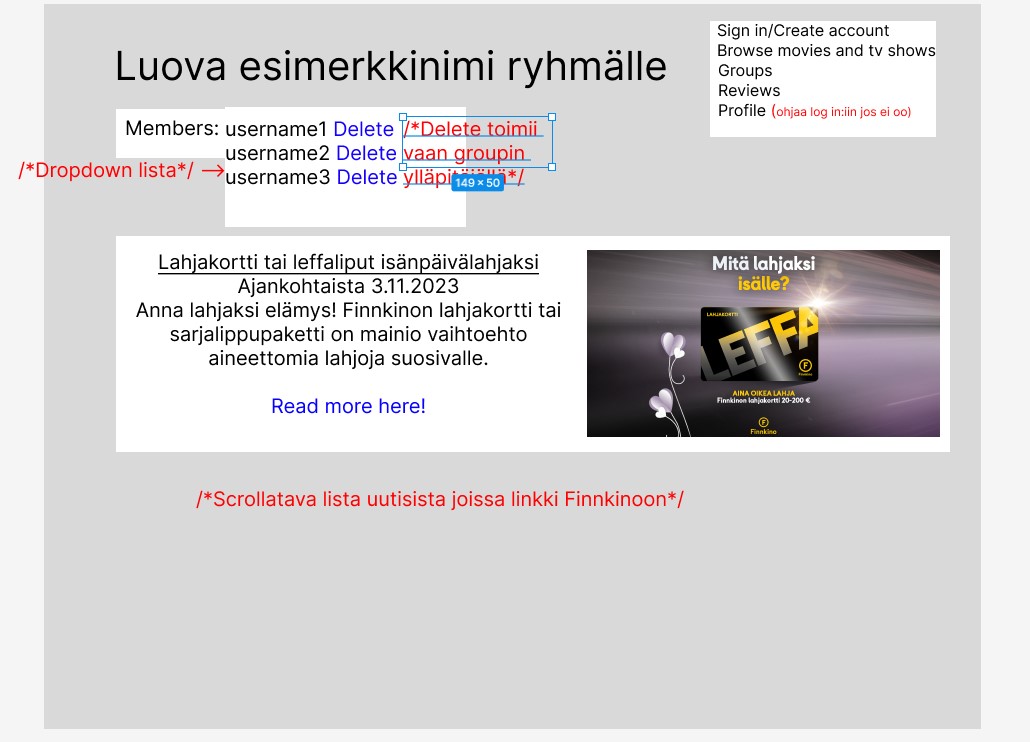 Sign in/Create account
Browse movies and tv shows
Groups
Reviews
Profile (ohjaa log in:iin jos ei oo)
Luova esimerkkinimi ryhmälle
Members:
username1 Delete /*Delete toimii
username2 Delete vaan groupin
username3 Delete ylläpitäjällä*/
149 × 50
/*Dropdown lista*/ →
Lahjakortti tai leffaliput isänpäivälahjaksi
Ajankohtaista 3.11.2023
Anna lahjaksi elämys! Finnkinon lahjakortti tai
sarjalippupaketti on mainio vaihtoehto
aineettomia lahjoja suosivalle.
Read more here!
Mitä lahjaksi
isälle?
LAHJAKORTTI
LEFFA
F
Finnkino
AINA OIKEA LAHJA
Finnkinon lahjakortti 20-200 €
F
Finnkino
/*Scrollatava lista uutisista joissa linkki Finnkinoon*/